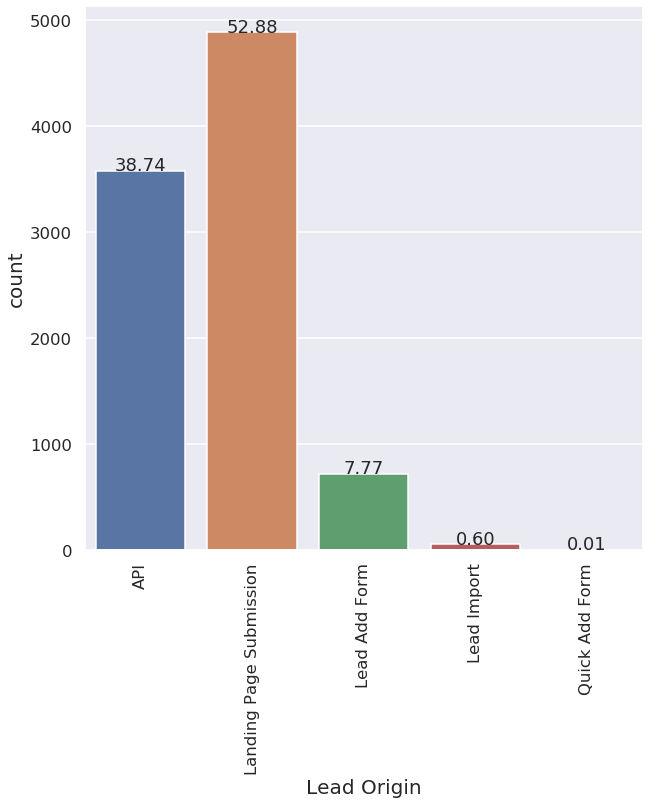 5000
4000
3000
2000
1000
0
count
38.74
52.88
7.77
0.60
0.01
API
Landing Page Submission
Lead Add Form
Lead Import
Quick Add Form
Lead Origin